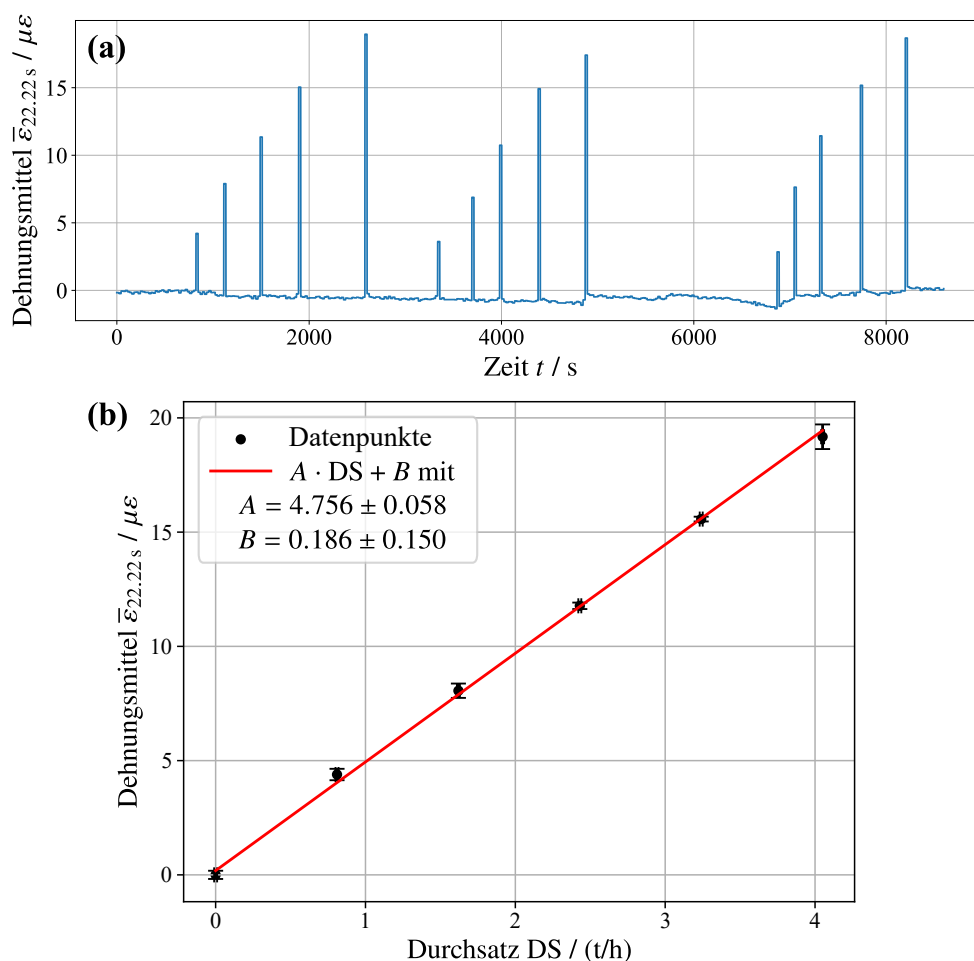 (a)
Dehnungsmittel ε̅₂₂.₂₂ ₛ / με
15
10
5
0
0 2000 4000 6000 8000
Zeit t / s
(b)
Dehnungsmittel ε̅₂₂.₂₂ ₛ / με
20
15
10
5
0
Datenpunkte
A · DS + B mit
A = 4.756 ± 0.058
B = 0.186 ± 0.150
0 1 2 3 4
Durchsatz DS / (t/h)